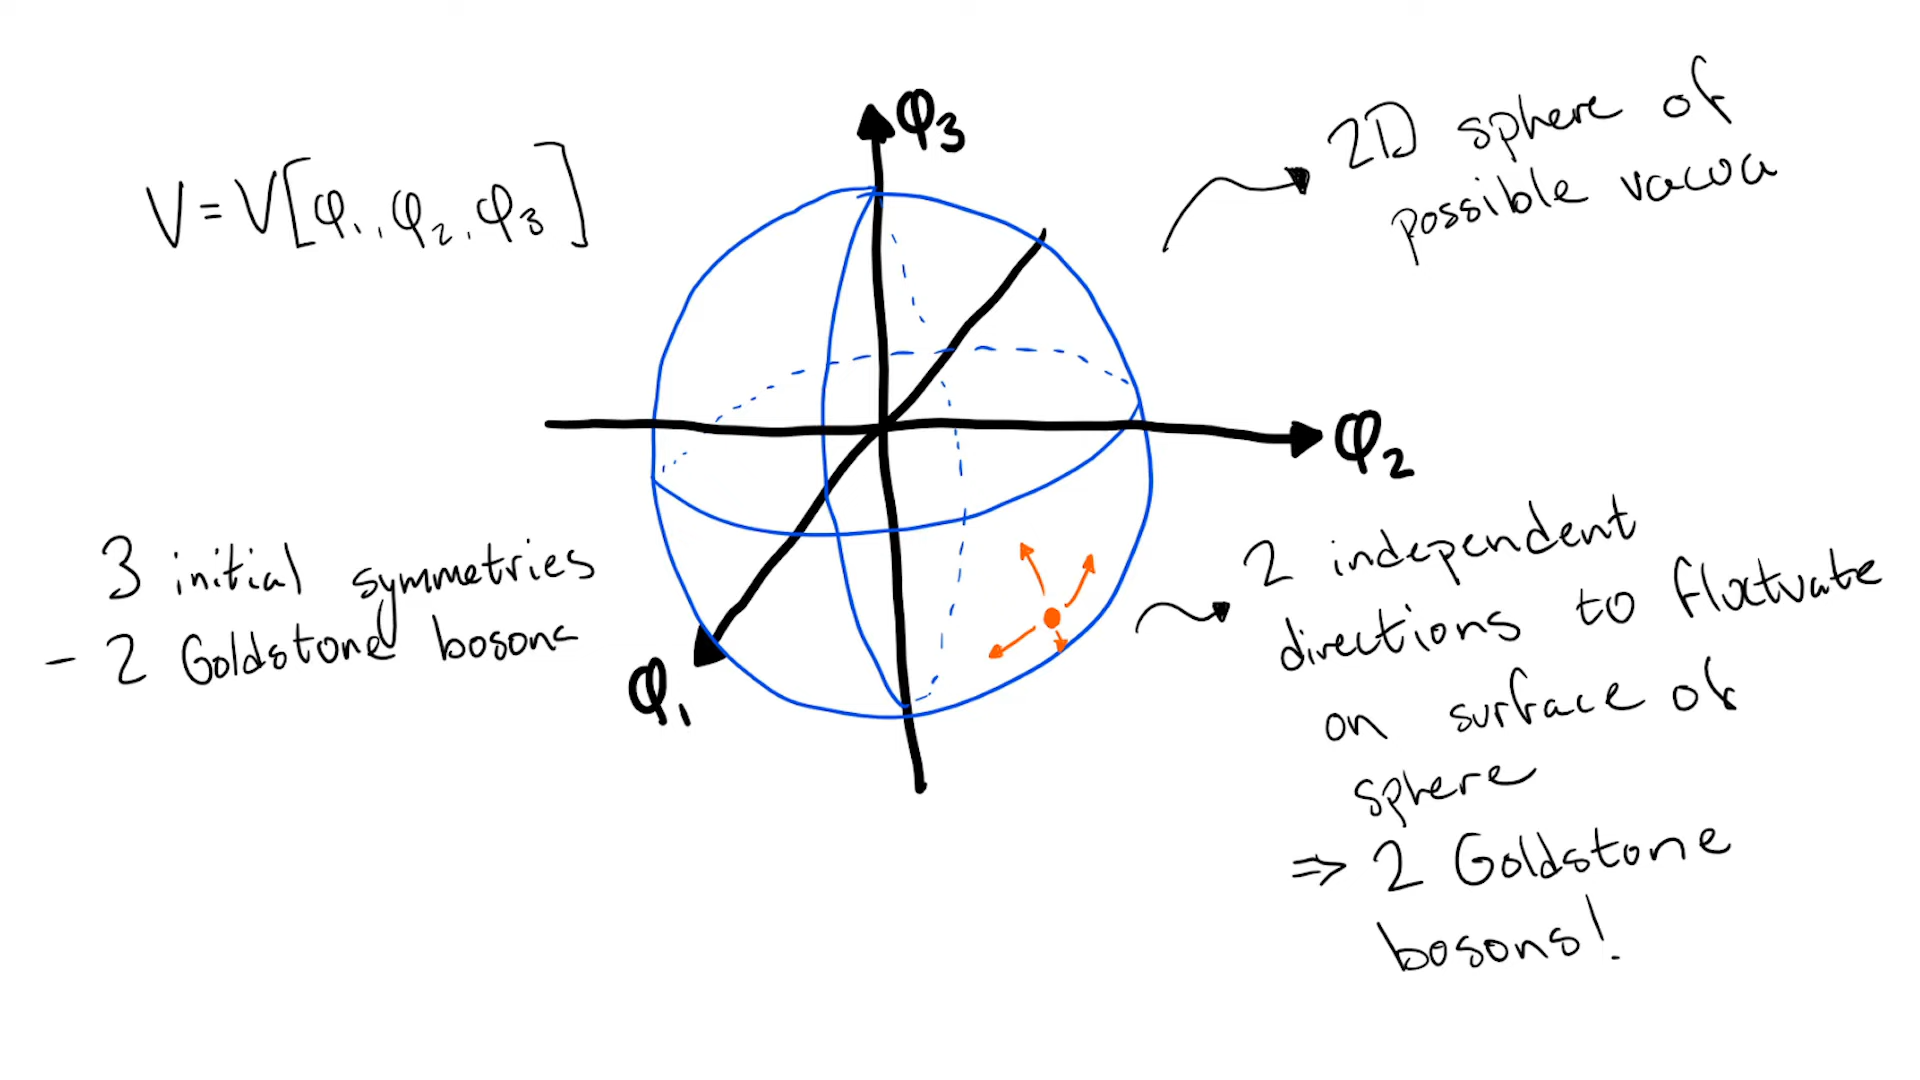 V = V[φ₁, φ₂, φ₃]
φ₃
2D sphere of
possible vacua
φ₂
3 initial symmetries
- 2 Goldstone bosons
φ₁
2 independent
directions to fluctuate
on surface of
sphere
⇒ 2 Goldstone
bosons!